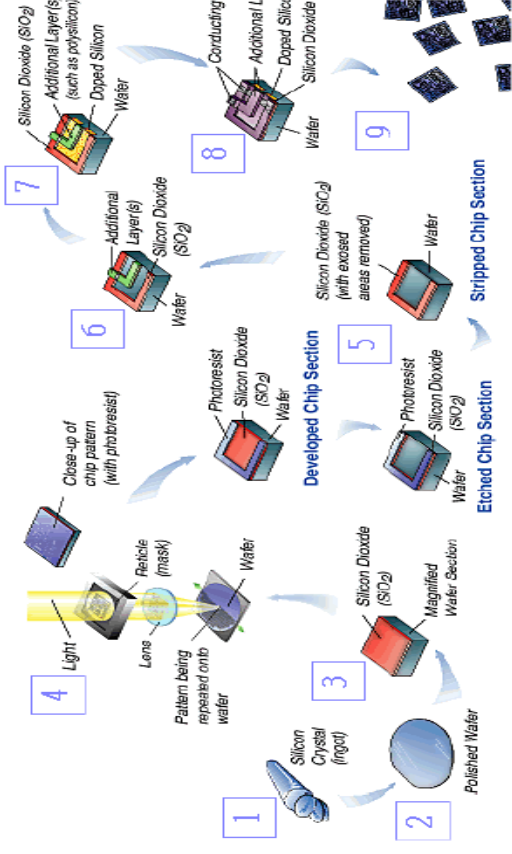 1
Silicon
Crystal
(ingot)
2
Polished Wafer
3
Silicon Dioxide
(SiO2)
Magnified
Wafer Section
4
Light
Reticle
(mask)
Lens
Pattern being
repeated onto
wafer
Wafer
Close-up of
chip pattern
(with photoresist)
Photoresist
Silicon Dioxide
(SiO2)
Wafer
Developed Chip Section
Photoresist
Silicon Dioxide
(SiO2)
Wafer
Etched Chip Section
5
Silicon Dioxide (SiO2)
(with exposed
areas removed)
Wafer
Stripped Chip Section
6
Additional
Layer(s)
Silicon Dioxide
(SiO2)
Wafer
7
Silicon Dioxide (SiO2)
Additional Layer(s)
(such as polysilicon)
Doped Silicon
Wafer
8
Conducting
Additional L
Doped Silic
Silicon Dioxide
Wafer
9